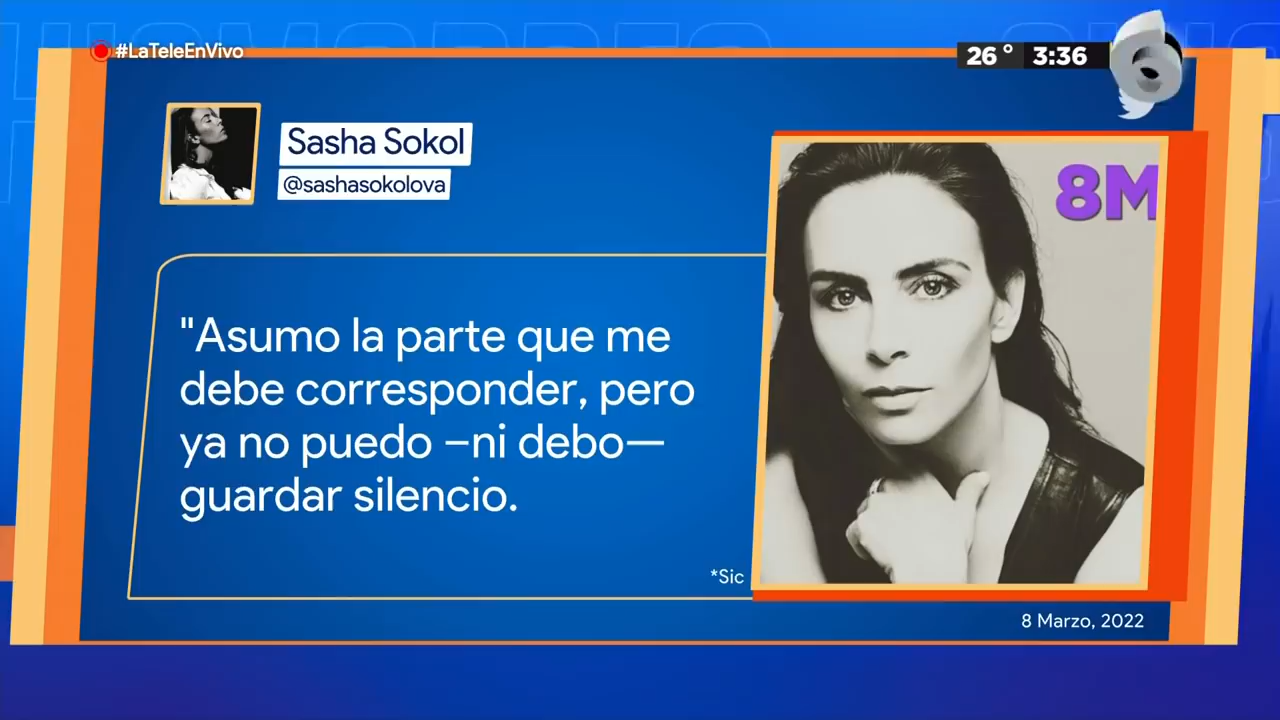 #LaTeleEnVivo
26° 3:36
Sasha Sokol
@sashasokolova
8M
"Asumo la parte que me
debe corresponder, pero
ya no puedo –ni debo—
guardar silencio.
*Sic
8 Marzo, 2022